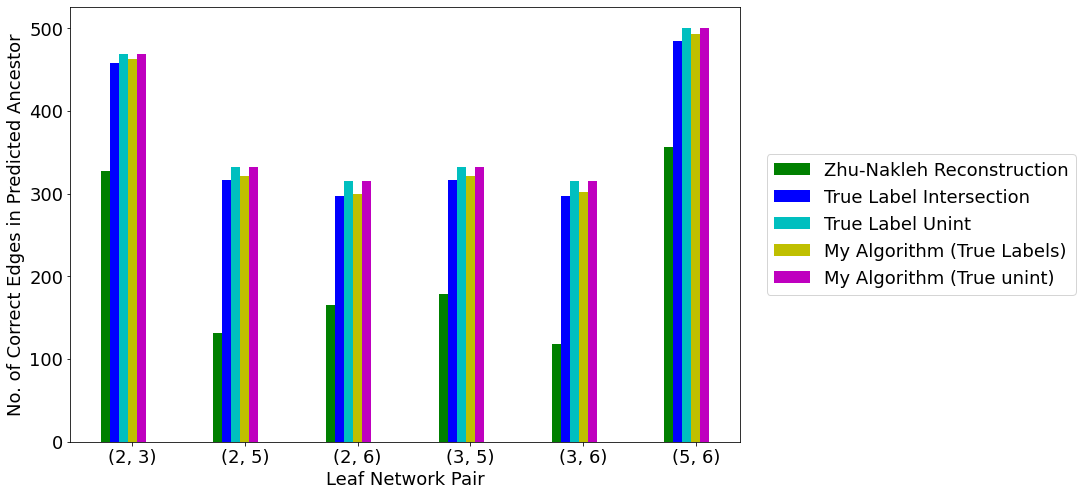 No. of Correct Edges in Predicted Ancestor
500
400
300
200
100
0
(2, 3) (2, 5) (2, 6) (3, 5) (3, 6) (5, 6)
Leaf Network Pair
Zhu-Nakleh Reconstruction
True Label Intersection
True Label Unint
My Algorithm (True Labels)
My Algorithm (True unint)